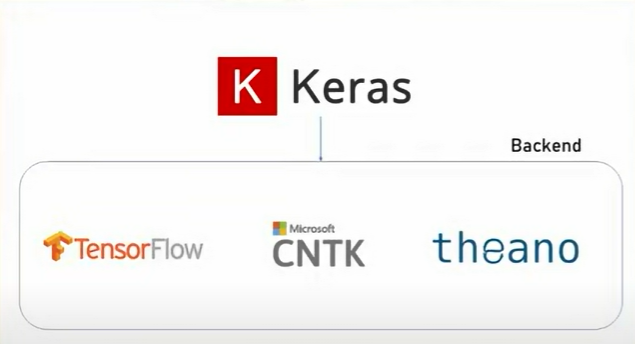 K Keras
Backend
TensorFlow
Microsoft
CNTK
theano